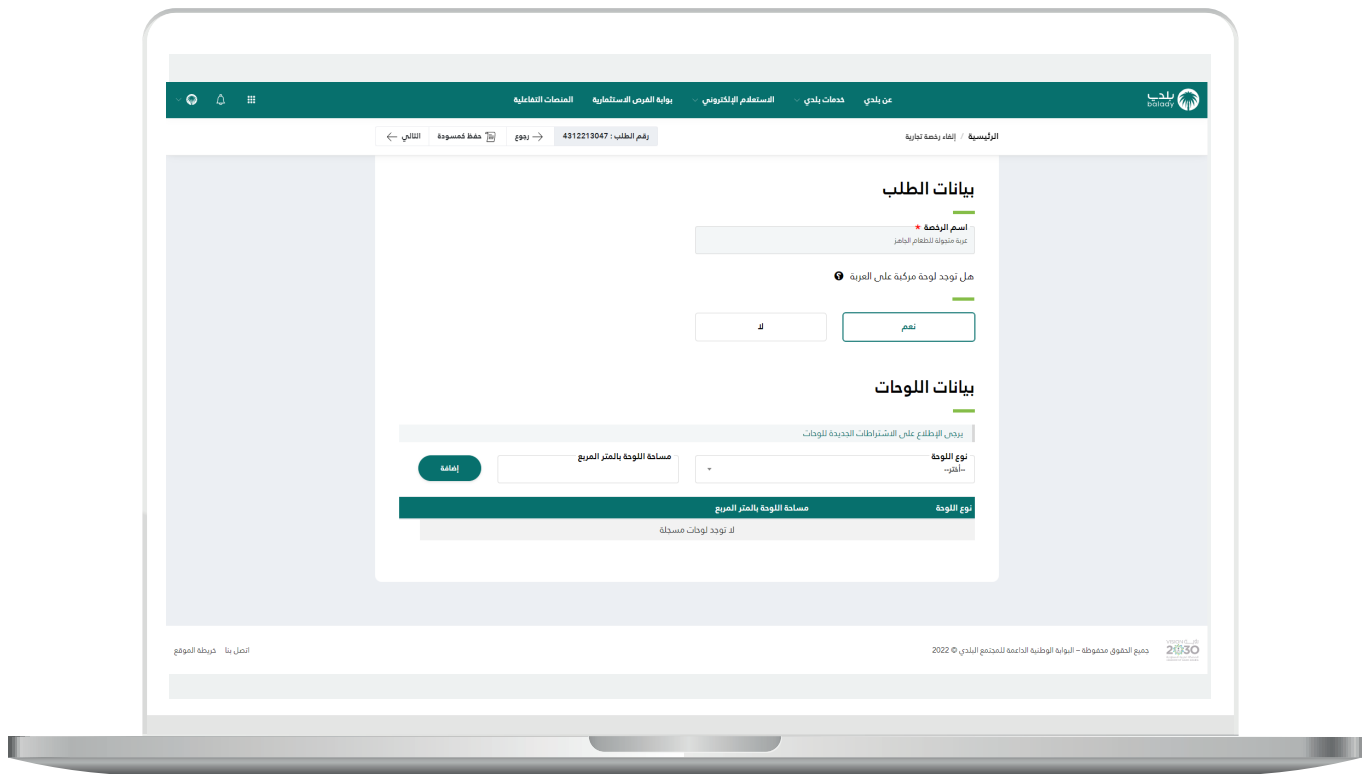 بلدي
balady
عن بلدي خدمات بلدي الاستعلام الإلكتروني بوابة الفرص الاستثمارية المنصات التفاعلية
الرئيسية / إلغاء رخصة تجارية
رقم الطلب : 4312213047 رجوع حفظ كمسودة التالي
بيانات الطلب
اسم الرخصة *
عربة متجولة للطعام الجاهز
هل توجد لوحة مركبة على العربة
نعم لا
بيانات اللوحات
يرجى الإطلاع على الاشتراطات الجديدة للوحات
نوع اللوحة مساحة اللوحة بالمتر المربع
--أختر-- إضافة
نوع اللوحة مساحة اللوحة بالمتر المربع
لا توجد لوحات مسجلة
2030
جميع الحقوق محفوظة – البوابة الوطنية الداعمة للمجتمع البلدي © 2022
اتصل بنا خريطة الموقع